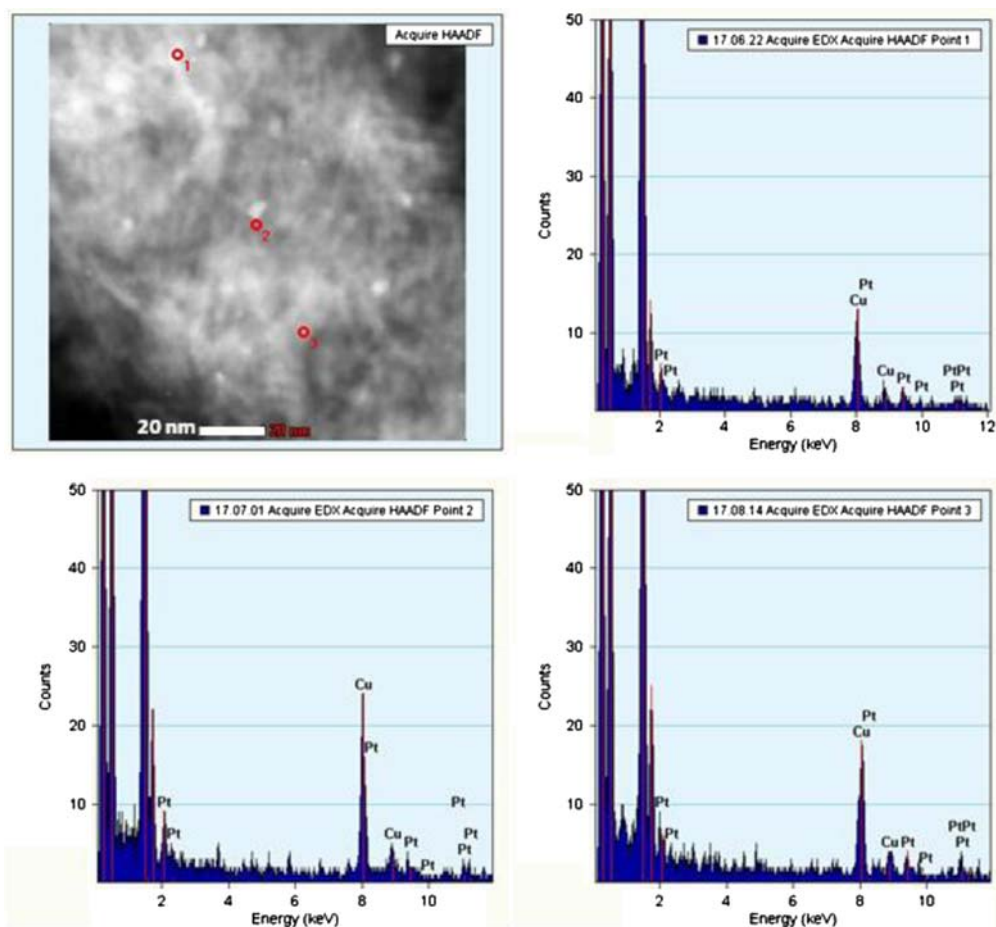 Acquire HAADF
1
2
3
20 nm
20 nm
17.06.22 Acquire EDX Acquire HAADF Point 1
50
40
30
20
10
Counts
Pt
Cu
Pt
Pt
Cu
Pt
Pt
PtPt
Pt
2
4
6
8
10
12
Energy (keV)
17.07.01 Acquire EDX Acquire HAADF Point 2
50
40
30
20
10
Counts
Cu
Pt
Pt
Pt
Pt
Cu
Pt
Pt
Pt
Pt
2
4
6
8
10
Energy (keV)
17.08.14 Acquire EDX Acquire HAADF Point 3
50
40
30
20
10
Counts
Pt
Cu
Pt
Pt
Cu
Pt
Pt
PtPt
Pt
2
4
6
8
10
Energy (keV)